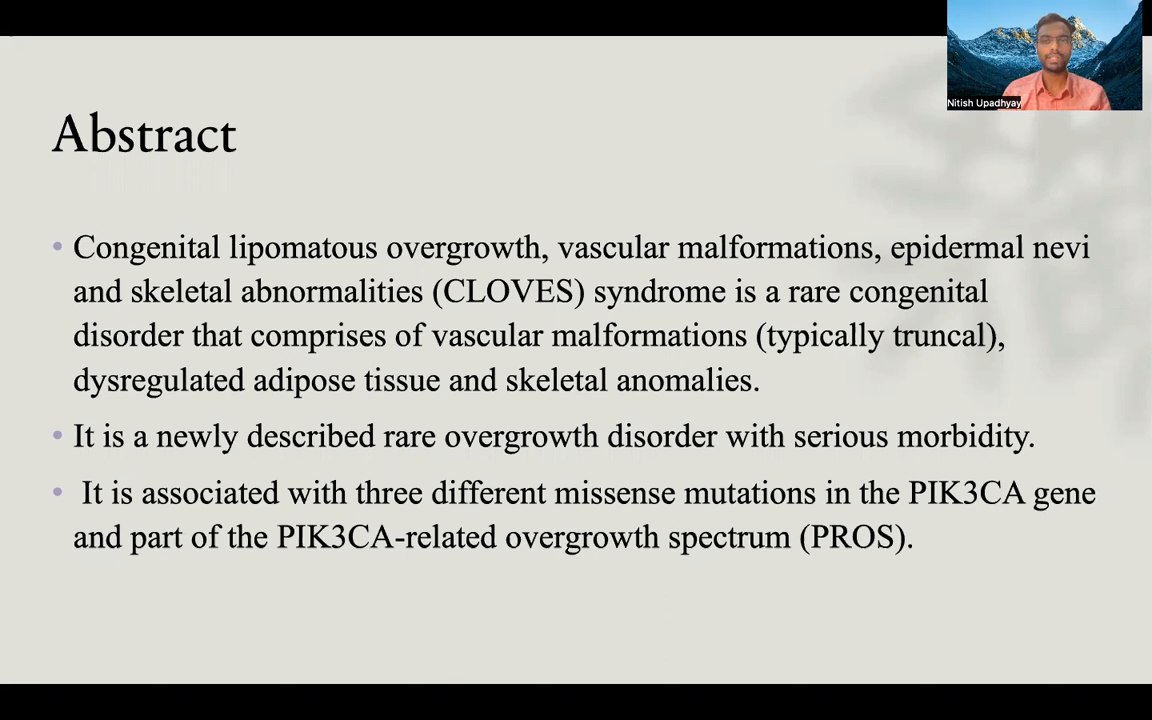 Nitish Upadhyay
Abstract
• Congenital lipomatous overgrowth, vascular malformations, epidermal nevi
and skeletal abnormalities (CLOVES) syndrome is a rare congenital
disorder that comprises of vascular malformations (typically truncal),
dysregulated adipose tissue and skeletal anomalies.
• It is a newly described rare overgrowth disorder with serious morbidity.
• It is associated with three different missense mutations in the PIK3CA gene
and part of the PIK3CA-related overgrowth spectrum (PROS).